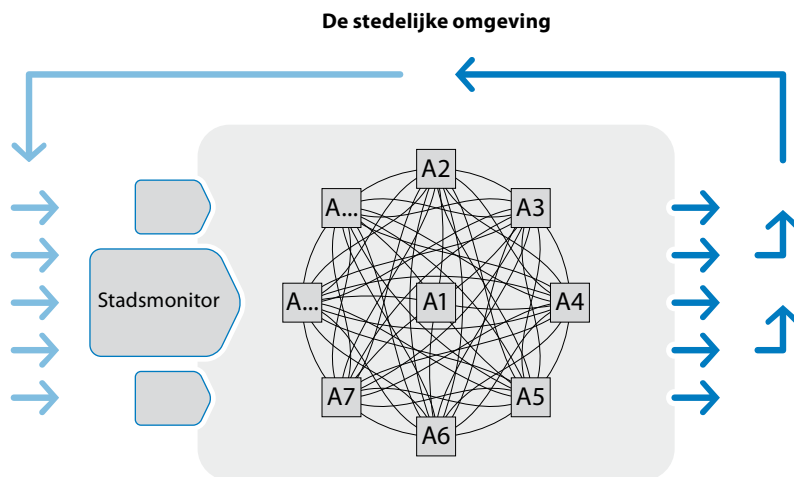 De stedelijke omgeving
A2
A...
A3
Stadsmonitor
A...
A1
A4
A7
A5
A6